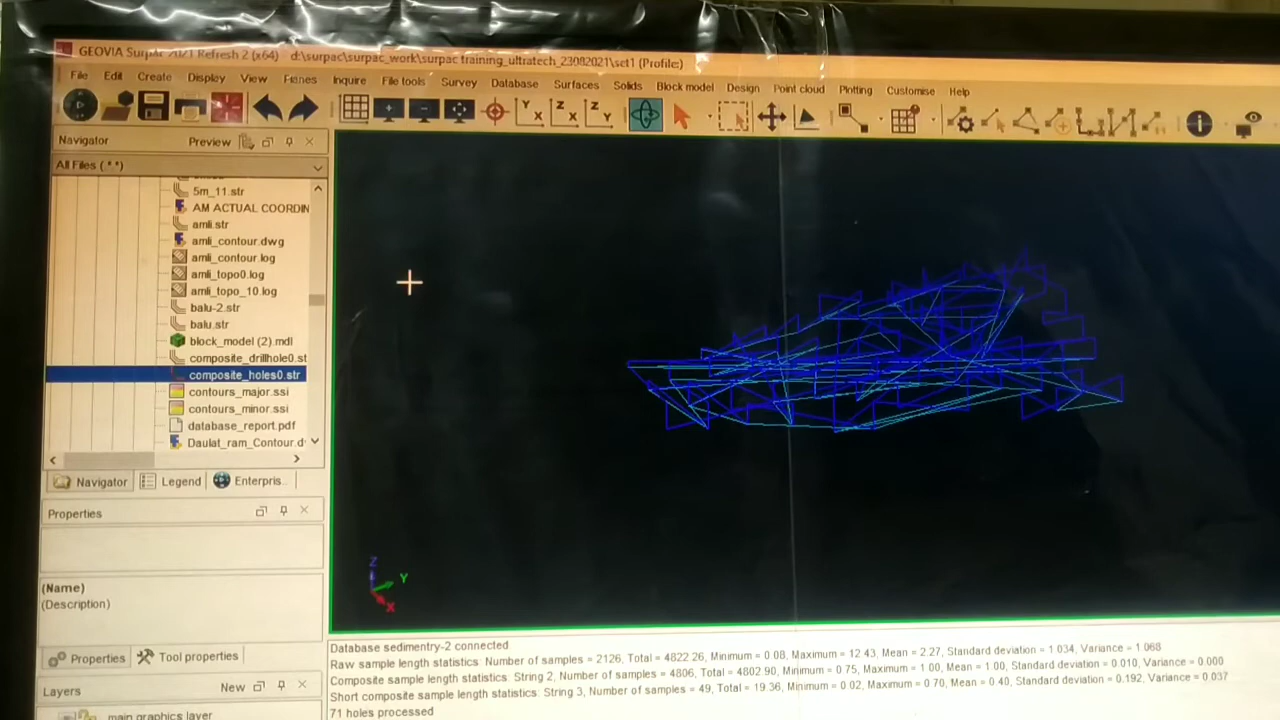 GEOVIA Surpac 2021 Refresh 2 (x64) d:\surpac\surpac_work\surpac training_ultratech_23082021\set1 (Profile:)
File Edit Create Display View Planes Inquire File tools Survey Database Surfaces Solids Block model Design Point cloud Plotting Customise Help
Y X Z X Z Y
Navigator Preview
All Files (*.*)
5m_11.str
AM ACTUAL COORDIN
amli.str
amli_contour.dwg
amli_contour.log
amli_topo0.log
amli_topo_10.log
balu-2.str
balu.str
block_model (2).mdl
composite_drillhole0.st
composite_holes0.str
contours_major.ssi
contours_minor.ssi
database_report.pdf
Daulat_ram_Contour.d
Navigator Legend Enterpris..
Properties
(Name)
(Description)
Properties Tool properties
Layers New
main graphics layer
Z Y X
Database sedimentry-2 connected
Raw sample length statistics: Number of samples = 2126, Total = 4822.26, Minimum = 0.08, Maximum = 12.43, Mean = 2.27, Standard deviation = 1.034, Variance = 1.068
Composite sample length statistics: String 2, Number of samples = 4806, Total = 4802.90, Minimum = 0.75, Maximum = 1.00, Mean = 1.00, Standard deviation = 0.010, Variance = 0.000
Short composite sample length statistics: String 3, Number of samples = 49, Total = 19.36, Minimum = 0.02, Maximum = 0.70, Mean = 0.40, Standard deviation = 0.192, Variance = 0.037
71 holes processed